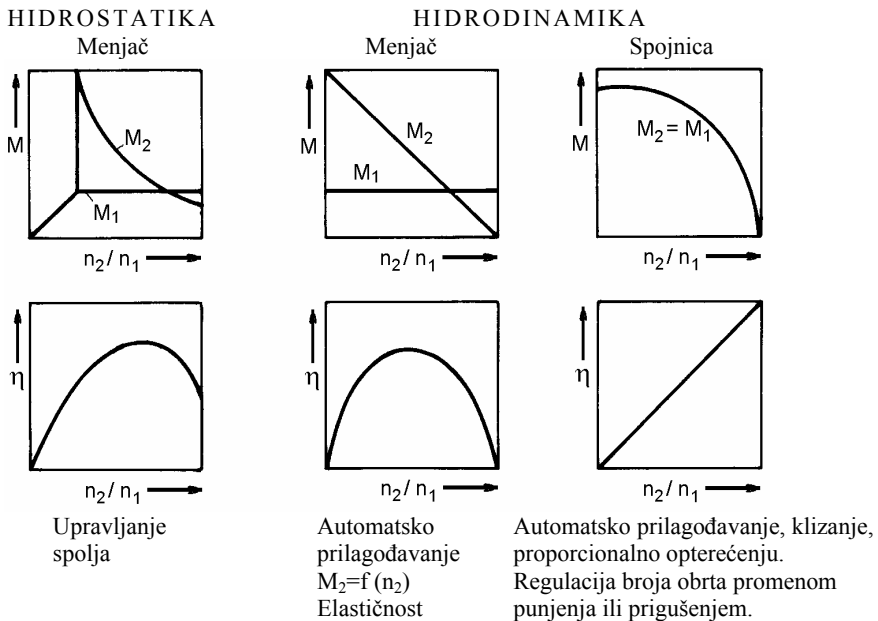 HIDROSTATIKA
HIDRODINAMIKA
Menjač
Menjač
Spojnica
M
M₂
M₁
n₂ / n₁
M
M₂
M₁
n₂ / n₁
M
M₂ = M₁
n₂ / n₁
η
n₂ / n₁
η
n₂ / n₁
η
n₂ / n₁
Upravljanje
spolja
Automatsko
prilagođavanje
M₂=f (n₂)
Elastičnost
Automatsko prilagođavanje, klizanje,
proporcionalno opterećenju.
Regulacija broja obrta promenom
punjenja ili prigušenjem.